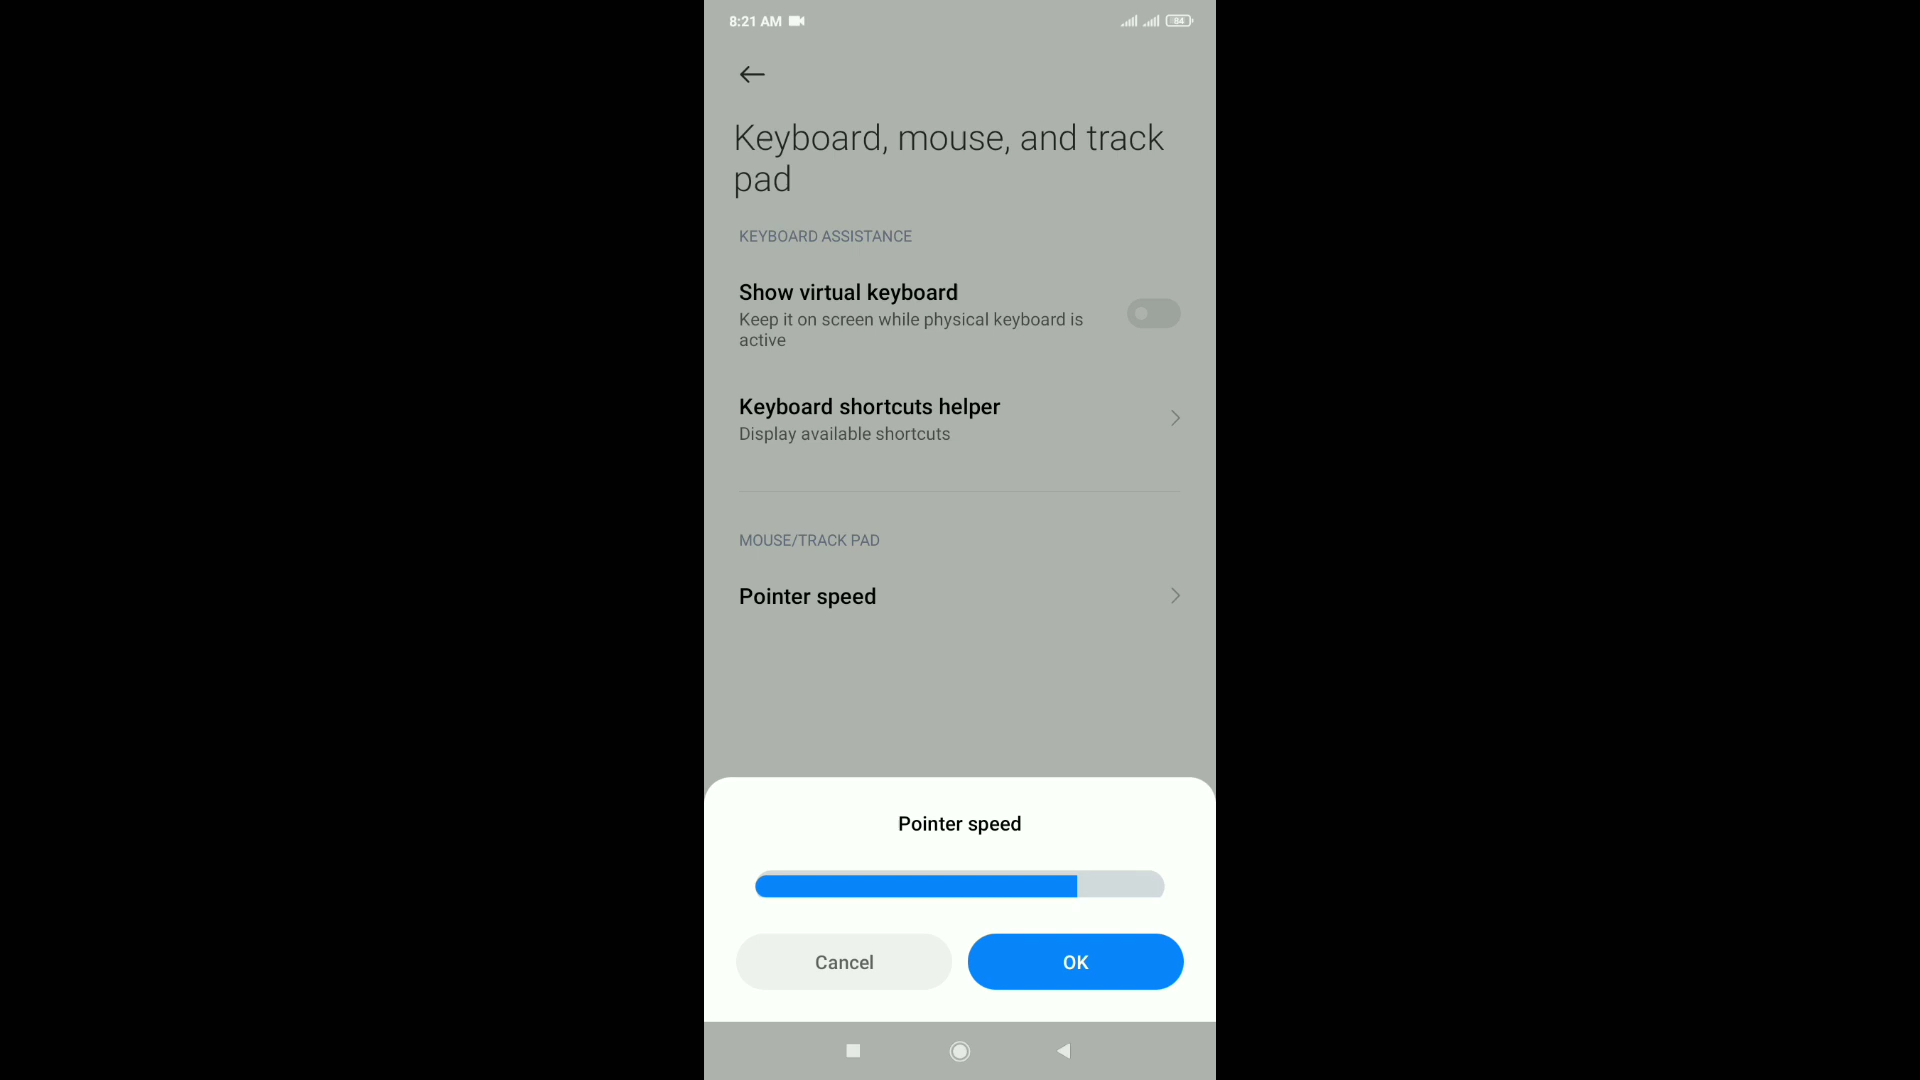 8:21 AM
84
Keyboard, mouse, and track
pad
KEYBOARD ASSISTANCE
Show virtual keyboard
Keep it on screen while physical keyboard is
active
Keyboard shortcuts helper
Display available shortcuts
MOUSE/TRACK PAD
Pointer speed
Pointer speed
Cancel
OK